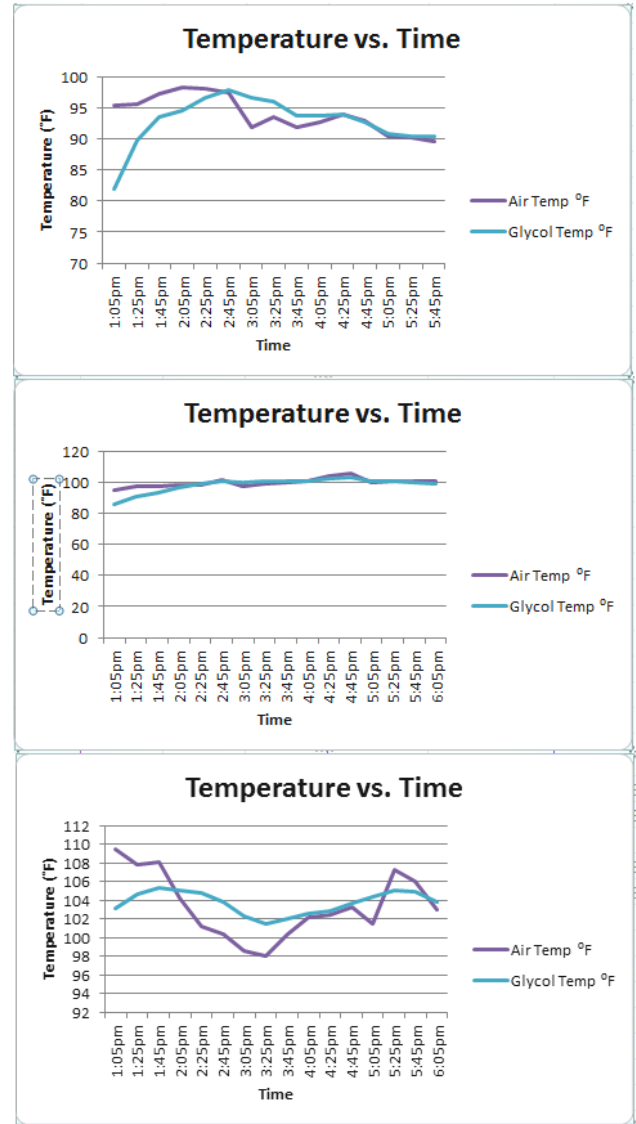 Temperature vs. Time
Temperature (°F)
100
95
90
85
80
75
70
1:05pm
1:25pm
1:45pm
2:05pm
2:25pm
2:45pm
3:05pm
3:25pm
3:45pm
4:05pm
4:25pm
5:05pm
5:25pm
5:45pm
Time
Air Temp ⁰F
Glycol Temp ⁰F
Temperature vs. Time
Temperature (°F)
120
100
80
60
40
20
0
1:05pm
1:25pm
1:45pm
2:05pm
2:25pm
2:45pm
3:05pm
3:25pm
3:45pm
4:05pm
4:25pm
4:45pm
5:05pm
5:25pm
5:45pm
6:05pm
Time
Air Temp ⁰F
Glycol Temp ⁰F
Temperature vs. Time
Temperature (°F)
112
110
108
106
104
102
100
98
96
94
92
1:05pm
1:25pm
1:45pm
2:05pm
2:25pm
2:45pm
3:05pm
3:25pm
3:45pm
4:05pm
4:25pm
4:45pm
5:05pm
5:25pm
5:45pm
6:05pm
Time
Air Temp ⁰F
Glycol Temp ⁰F